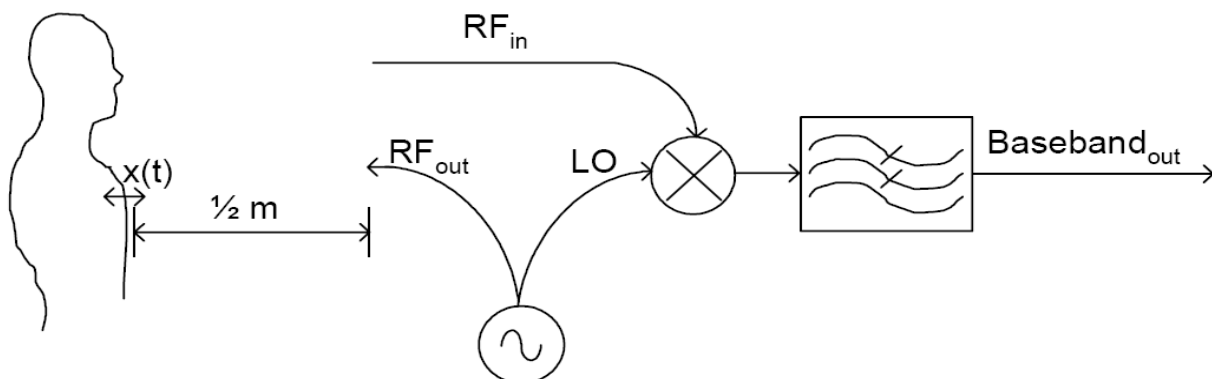 RF_in
RF_out
LO
Baseband_out
x(t)
½ m